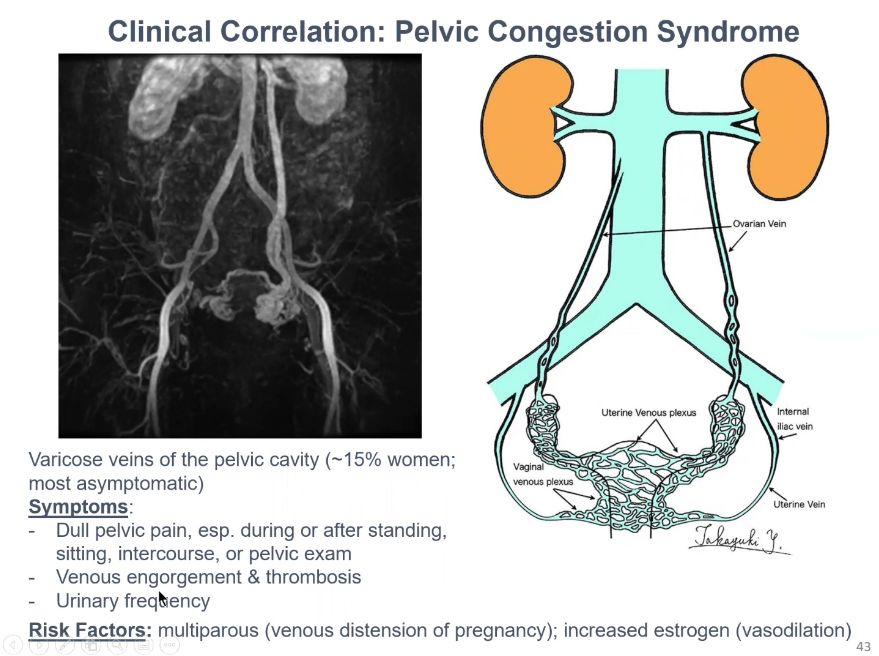 Clinical Correlation: Pelvic Congestion Syndrome
Ovarian Vein
Uterine Venous plexus
Internal
iliac vein
Vaginal
venous plexus
Uterine Vein
Takayuki Y.
Varicose veins of the pelvic cavity (~15% women;
most asymptomatic)
Symptoms:
- Dull pelvic pain, esp. during or after standing,
sitting, intercourse, or pelvic exam
- Venous engorgement & thrombosis
- Urinary frequency
Risk Factors: multiparous (venous distension of pregnancy); increased estrogen (vasodilation)
43